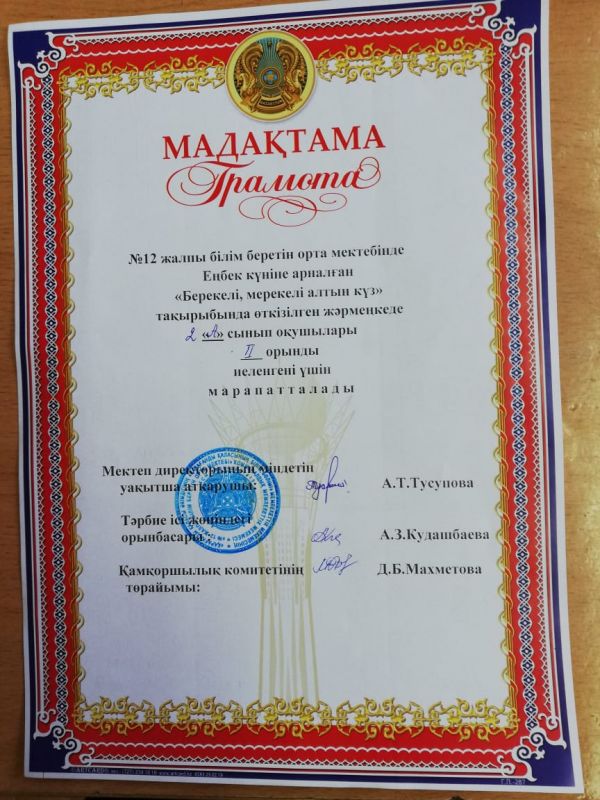 МАДАҚТАМА
Грамота
№12 жалпы білім беретін орта мектебінде
Еңбек күніне арналған
«Берекелі, мерекелі алтын күз»
тақырыбында өткізілген жәрмеңкеде
2 «А» сынып оқушылары
II орынды
иеленгені үшін
марапатталады
Мектеп директорының міндетін
уақытша атқарушы:
А.Т.Тусупова
Тәрбие ісі жөніндегі
орынбасары:
А.З.Кудашбаева
Қамқоршылық комитетінің
төрайымы:
Д.Б.Махметова